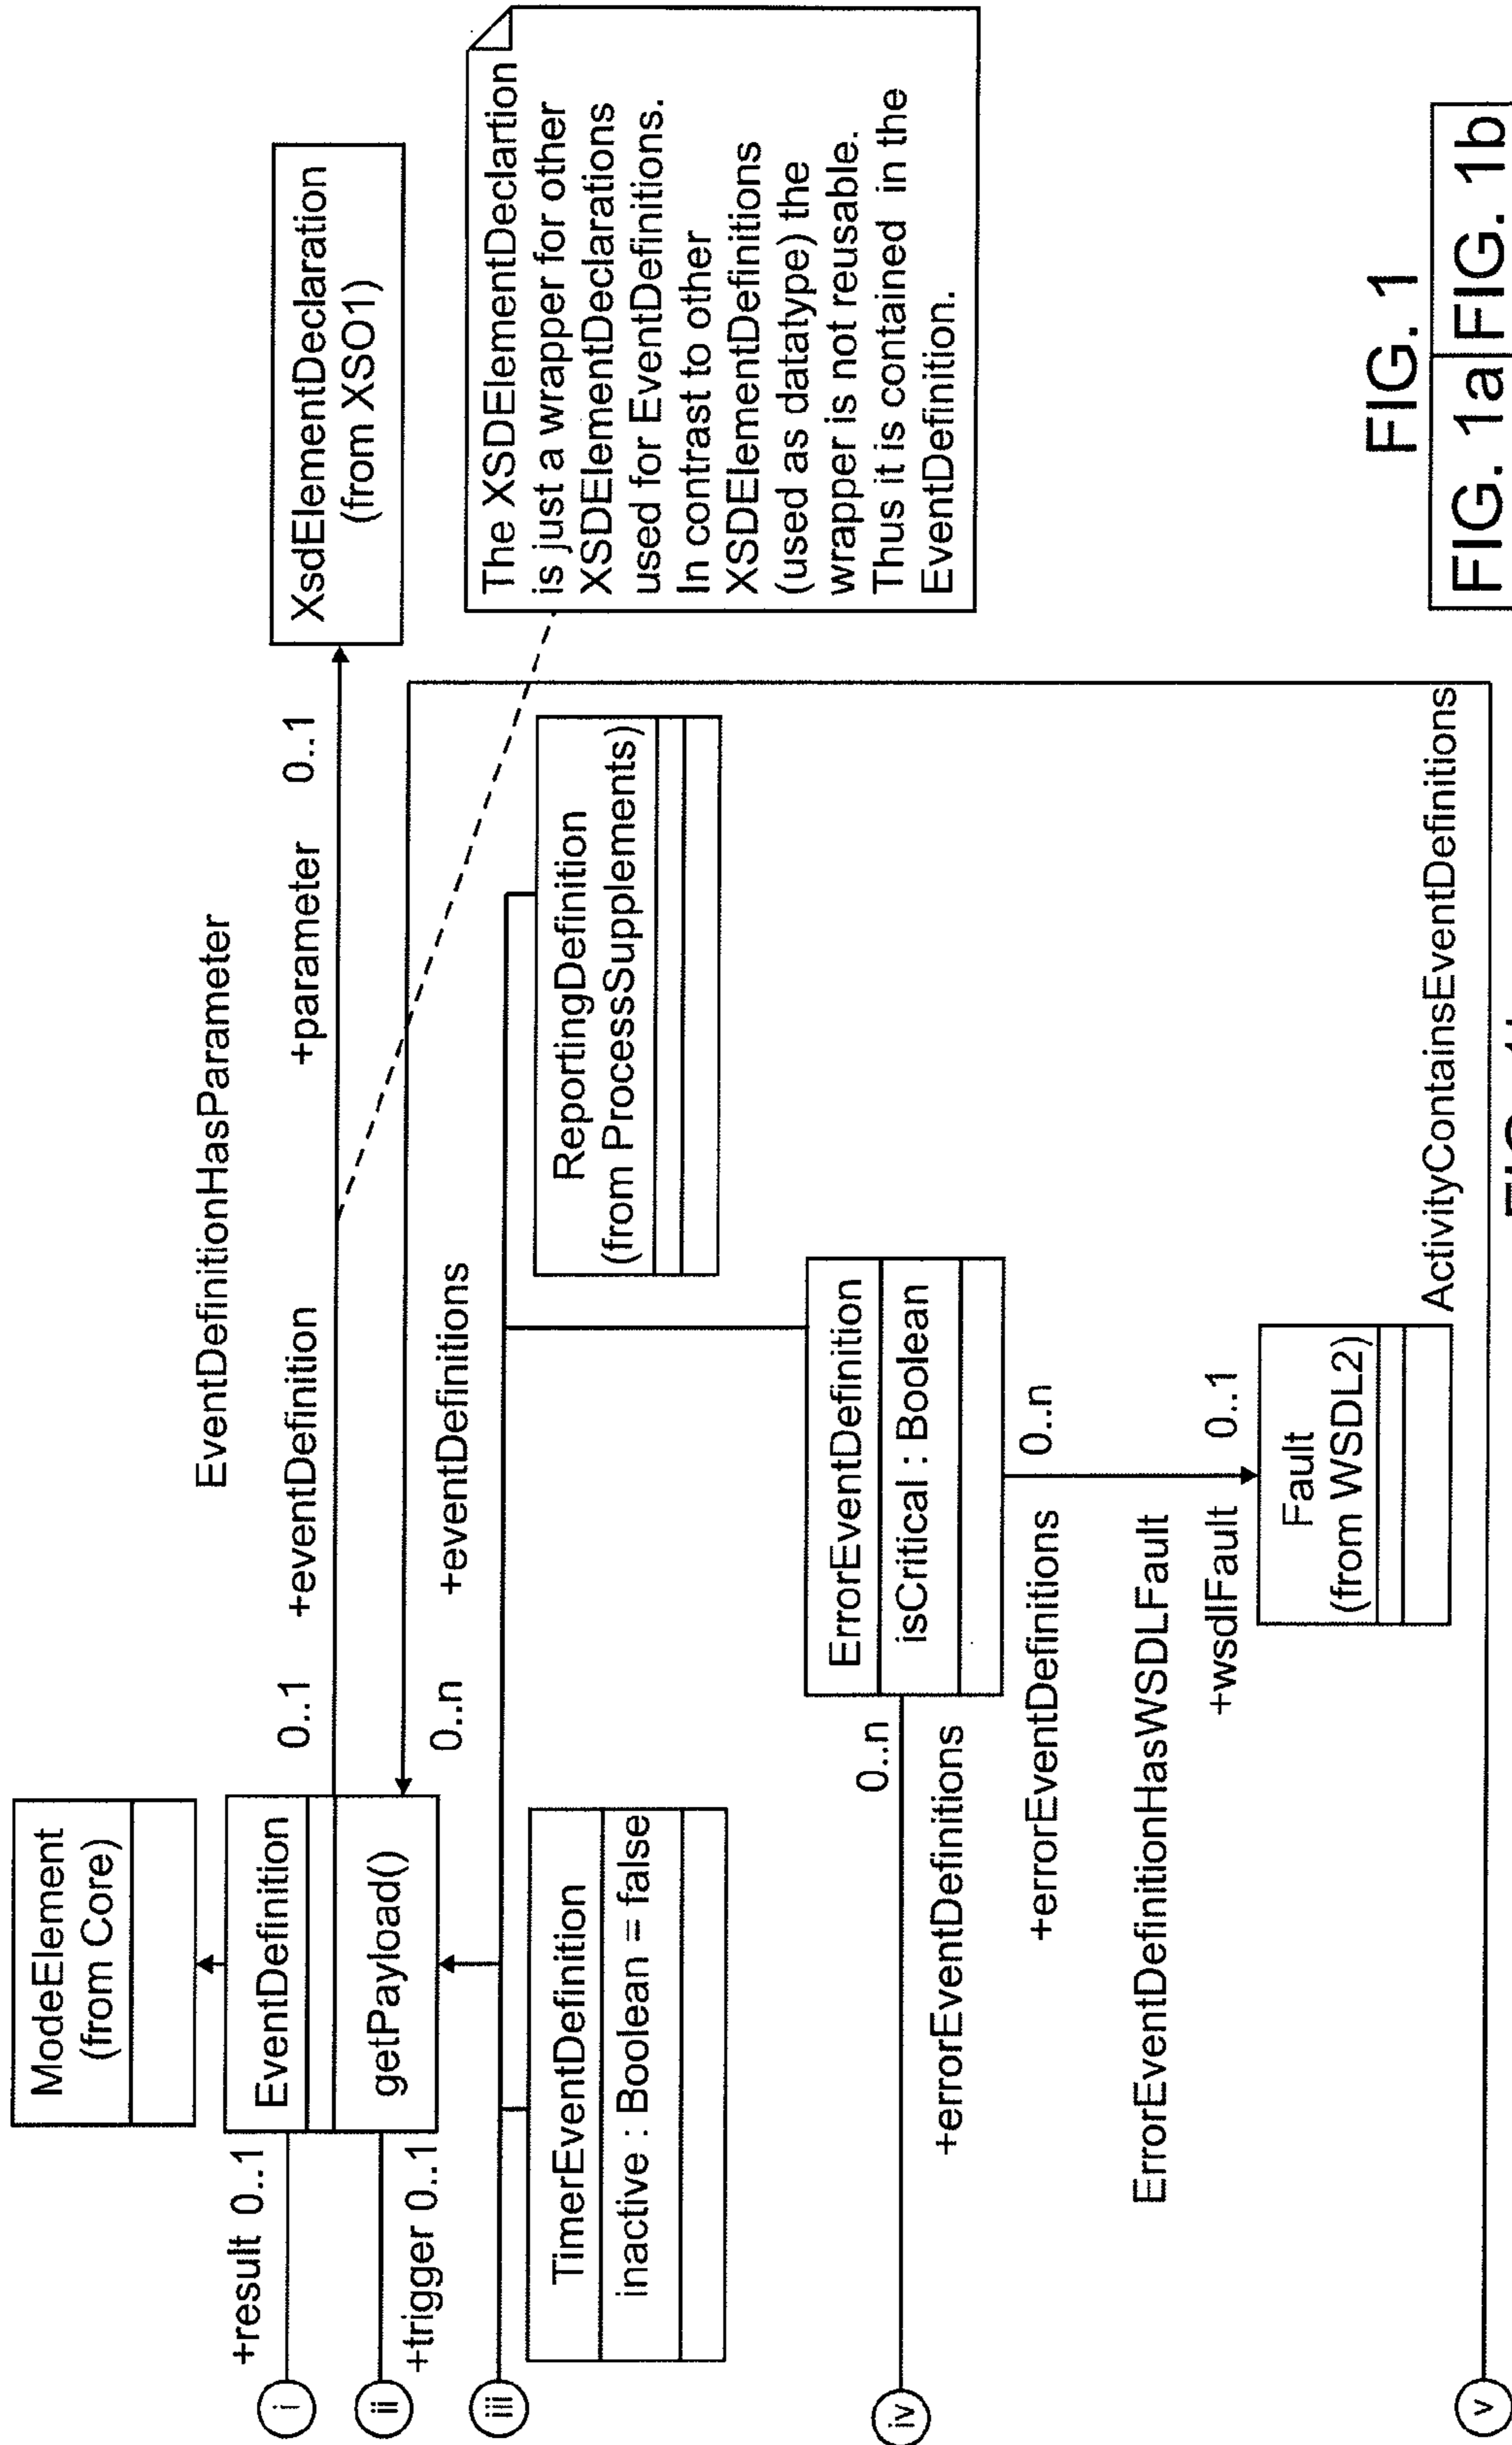 ModeElement
(from Core)
+result 0..1
EventDefinition
getPayload()
+trigger 0..1
0..1
+eventDefinition
EventDefinitionHasParameter
+parameter
0..1
XsdElementDeclaration
(from XSO1)
0..n
+eventDefinitions
The XSDElementDeclartion
is just a wrapper for other
XSDElementDeclarations
used for EventDefinitions.
In contrast to other
XSDElementDefinitions
(used as datatype) the
wrapper is not reusable.
Thus it is contained in the
EventDefinition.
i
ii
iii
TimerEventDefinition
inactive : Boolean = false
ReportingDefinition
(from ProcessSupplements)
ErrorEventDefinition
isCritical : Boolean
iv
0..n
+errorEventDefinitions
+errorEventDefinitions
0..n
ErrorEventDefinitionHasWSDLFault
+wsdlFault
0..1
Fault
(from WSDL2)
ActivityContainsEventDefinitions
v
FIG. 1
FIG. 1a
FIG. 1b